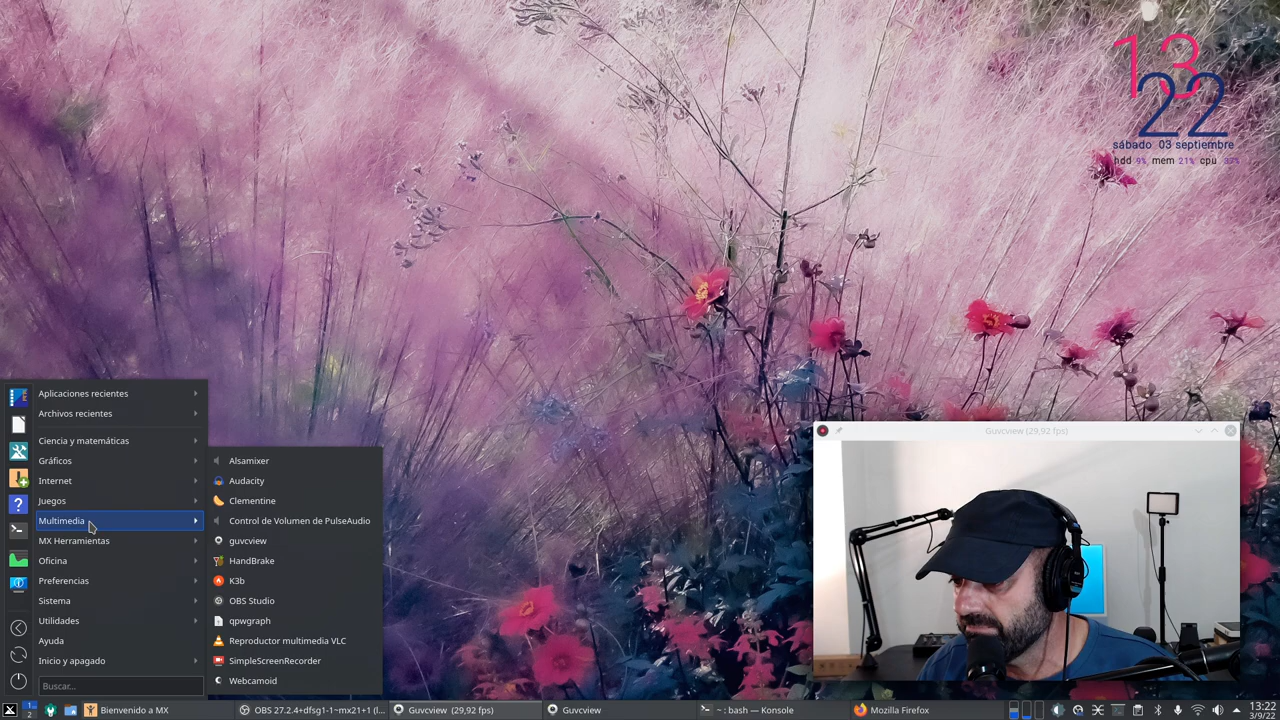 13
22
sábado 03 septiembre
hdd 9% mem 21% cpu 37%
Aplicaciones recientes
Archivos recientes
Ciencia y matemáticas
Gráficos
Internet
Juegos
Multimedia
MX Herramientas
Oficina
Preferencias
Sistema
Utilidades
Ayuda
Inicio y apagado
Buscar...
Alsamixer
Audacity
Clementine
Control de Volumen de PulseAudio
guvcview
HandBrake
K3b
OBS Studio
qpwgraph
Reproductor multimedia VLC
SimpleScreenRecorder
Webcamoid
Guvcview (29,92 fps)
1
2
Bienvenido a MX
OBS 27.2.4+dfsg1-1~mx21+1 (l...
Guvcview (29,92 fps)
Guvcview
~ : bash — Konsole
Mozilla Firefox
13:22
3/9/22